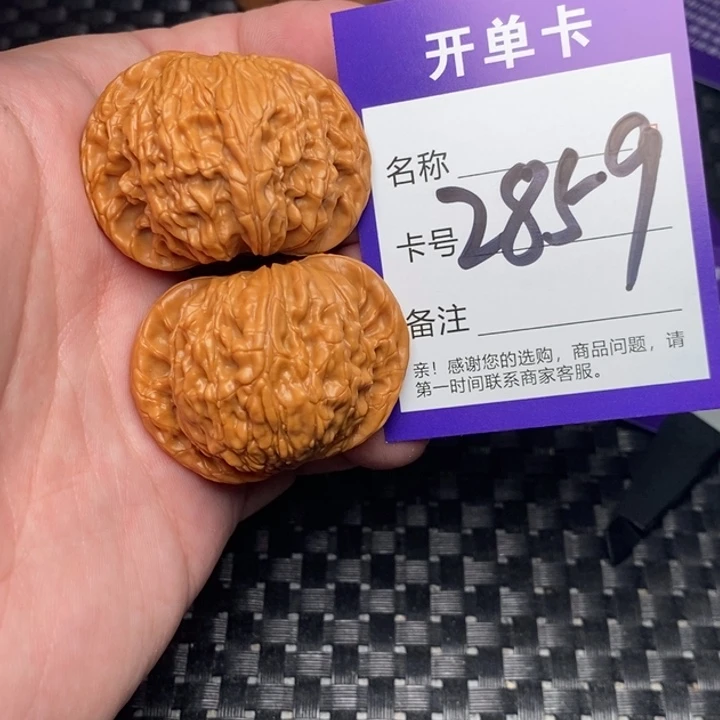 开单卡
名称
卡号 2859
备注
亲！感谢您的选购，商品问题，请
第一时间联系商家客服。